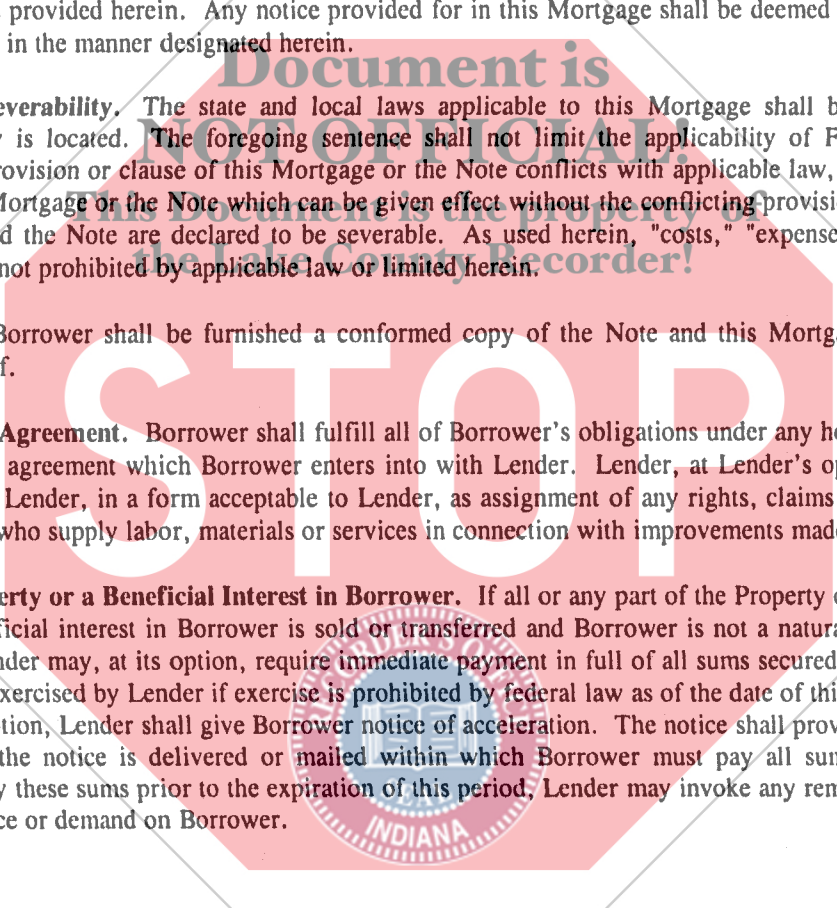 provided herein. Any notice provided for in this Mortgage shall be deemed
in the manner designated herein.
Document is
everability. The state and local laws applicable to this Mortgage shall b
y is located. The foregoing sentence shall not limit the applicability of F
NOT OFFICIAL!
rovision or clause of this Mortgage or the Note conflicts with applicable law,
Mortgage or the Note which can be given effect without the conflicting provisi
This Document is the property of
d the Note are declared to be severable. As used herein, "costs," "expense
the Lake County Recorder!
not prohibited by applicable law or limited herein.
Borrower shall be furnished a conformed copy of the Note and this Mortga
f.
STOP
Agreement. Borrower shall fulfill all of Borrower's obligations under any h
agreement which Borrower enters into with Lender. Lender, at Lender's op
Lender, in a form acceptable to Lender, as assignment of any rights, claims
who supply labor, materials or services in connection with improvements mad
erty or a Beneficial Interest in Borrower. If all or any part of the Property o
ficial interest in Borrower is sold or transferred and Borrower is not a natura
nder may, at its option, require immediate payment in full of all sums secured
xercised by Lender if exercise is prohibited by federal law as of the date of thi
tion, Lender shall give Borrower notice of acceleration. The notice shall prov
the notice is delivered or mailed within which Borrower must pay all sum
y these sums prior to the expiration of this period, Lender may invoke any rem
ce or demand on Borrower.
RECORDER'S OFFICE
SEAL
INDIANA